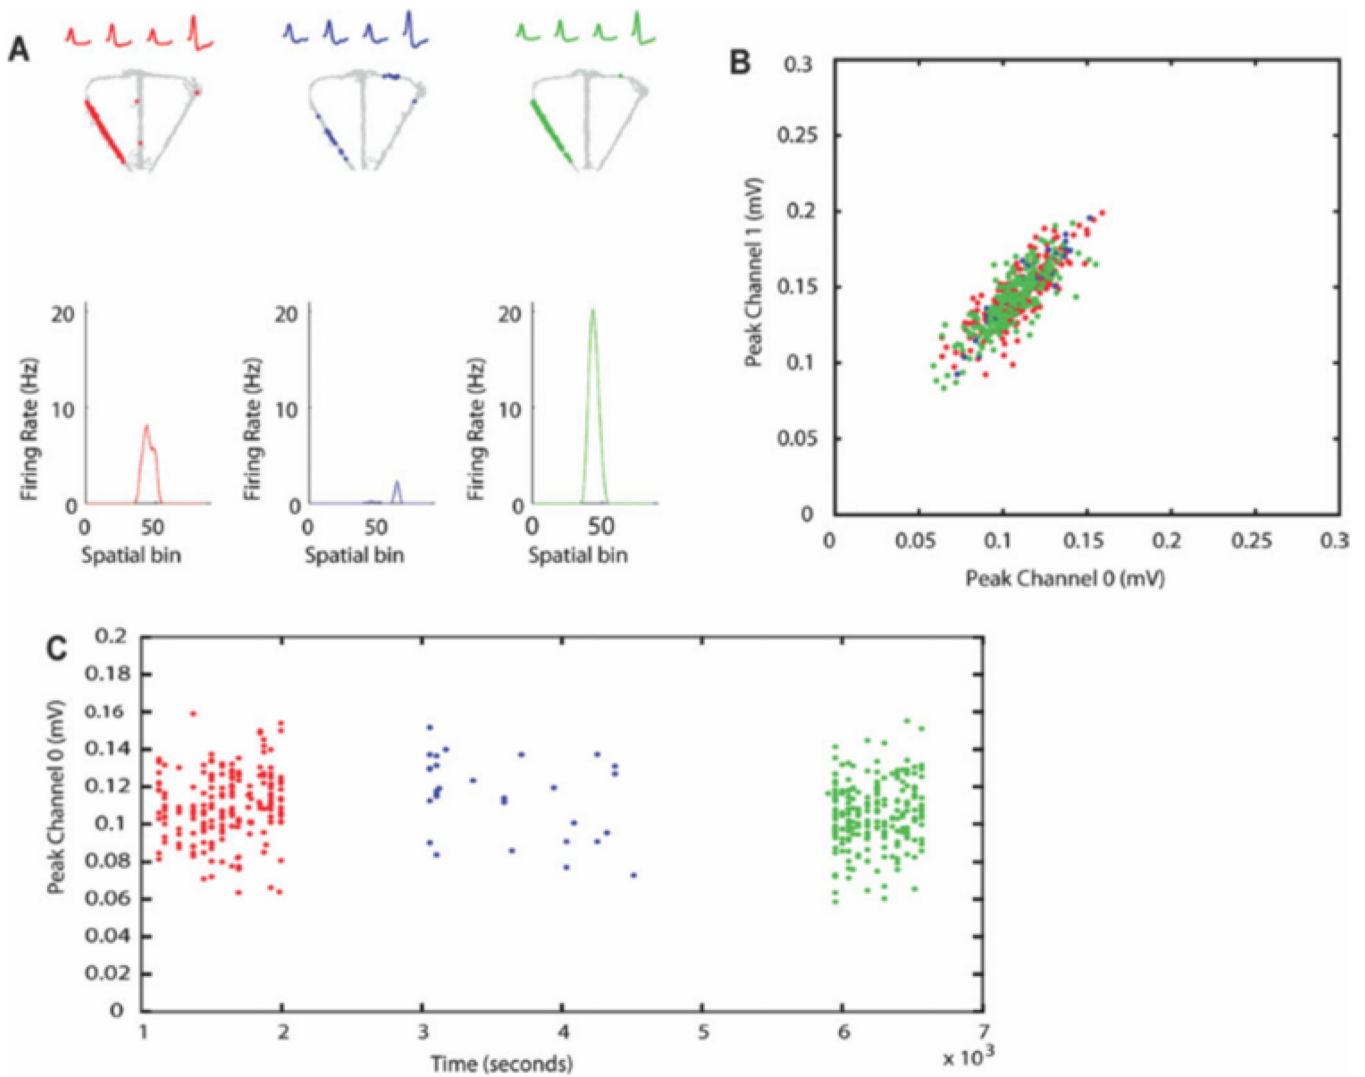 A
B
0.3
0.25
0.2
0.15
0.1
0.05
0
Peak Channel 1 (mV)
0 0.05 0.1 0.15 0.2 0.25 0.3
Peak Channel 0 (mV)
20
10
0
Firing Rate (Hz)
0 50
Spatial bin
20
10
0
Firing Rate (Hz)
0 50
Spatial bin
20
10
0
Firing Rate (Hz)
0 50
Spatial bin
C
0.2
0.18
0.16
0.14
0.12
0.1
0.08
0.06
0.04
0.02
0
Peak Channel 0 (mV)
1 2 3 4 5 6 7
Time (seconds)
x 10³